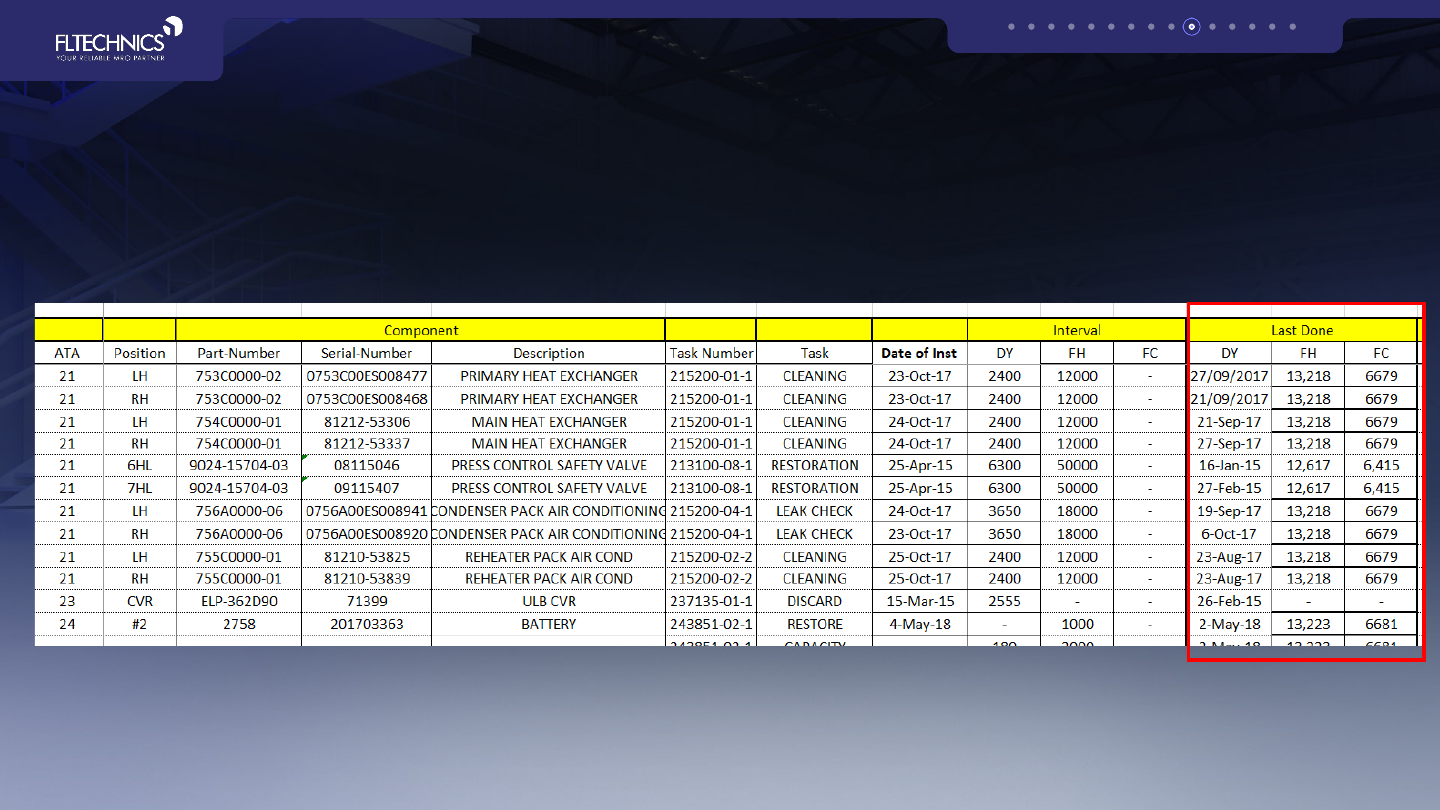 FLTECHNICS
YOUR RELIABLE MRO PARTNER
Component Interval Last Done
ATA Position Part-Number Serial-Number Description Task Number Task Date of Inst DY FH FC DY FH FC
21 LH 753C0000-02 0753C00ES008477 PRIMARY HEAT EXCHANGER 215200-01-1 CLEANING 23-Oct-17 2400 12000 - 27/09/2017 13,218 6679
21 RH 753C0000-02 0753C00ES008468 PRIMARY HEAT EXCHANGER 215200-01-1 CLEANING 23-Oct-17 2400 12000 - 21/09/2017 13,218 6679
21 LH 754C0000-01 81212-53306 MAIN HEAT EXCHANGER 215200-01-1 CLEANING 24-Oct-17 2400 12000 - 21-Sep-17 13,218 6679
21 RH 754C0000-01 81212-53337 MAIN HEAT EXCHANGER 215200-01-1 CLEANING 24-Oct-17 2400 12000 - 27-Sep-17 13,218 6679
21 6HL 9024-15704-03 08115046 PRESS CONTROL SAFETY VALVE 213100-08-1 RESTORATION 25-Apr-15 6300 50000 - 16-Jan-15 12,617 6,415
21 7HL 9024-15704-03 09115407 PRESS CONTROL SAFETY VALVE 213100-08-1 RESTORATION 25-Apr-15 6300 50000 - 27-Feb-15 12,617 6,415
21 LH 756A0000-06 0756A00ES008941 CONDENSER PACK AIR CONDITIONING 215200-04-1 LEAK CHECK 24-Oct-17 3650 18000 - 19-Sep-17 13,218 6679
21 RH 756A0000-06 0756A00ES008920 CONDENSER PACK AIR CONDITIONING 215200-04-1 LEAK CHECK 23-Oct-17 3650 18000 - 6-Oct-17 13,218 6679
21 LH 755C0000-01 81210-53825 REHEATER PACK AIR COND 215200-02-2 CLEANING 25-Oct-17 2400 12000 - 23-Aug-17 13,218 6679
21 RH 755C0000-01 81210-53839 REHEATER PACK AIR COND 215200-02-2 CLEANING 25-Oct-17 2400 12000 - 23-Aug-17 13,218 6679
23 CVR ELP-362D90 71399 ULB CVR 237135-01-1 DISCARD 15-Mar-15 2555 - - 26-Feb-15 - -
24 #2 2758 201703363 BATTERY 243851-02-1 RESTORE 4-May-18 - 1000 - 2-May-18 13,223 6681